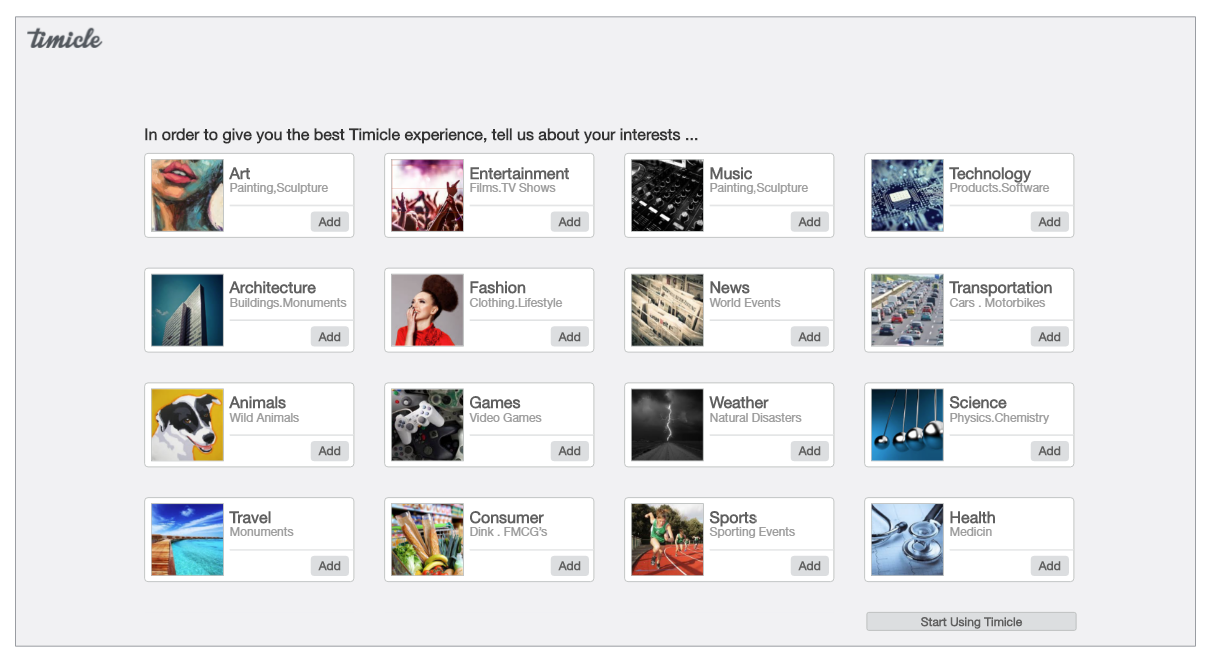 timicle
In order to give you the best Timicle experience, tell us about your interests ...
Art
Painting,Sculpture
Add
Entertainment
Films.TV Shows
Add
Music
Painting,Sculpture
Add
Technology
Products.Software
Add
Architecture
Buildings.Monuments
Add
Fashion
Clothing.Lifestyle
Add
News
World Events
Add
Transportation
Cars . Motorbikes
Add
Animals
Wild Animals
Add
Games
Video Games
Add
Weather
Natural Disasters
Add
Science
Physics.Chemistry
Add
Travel
Monuments
Add
Consumer
Dink . FMCG's
Add
Sports
Sporting Events
Add
Health
Medicin
Add
Start Using Timicle